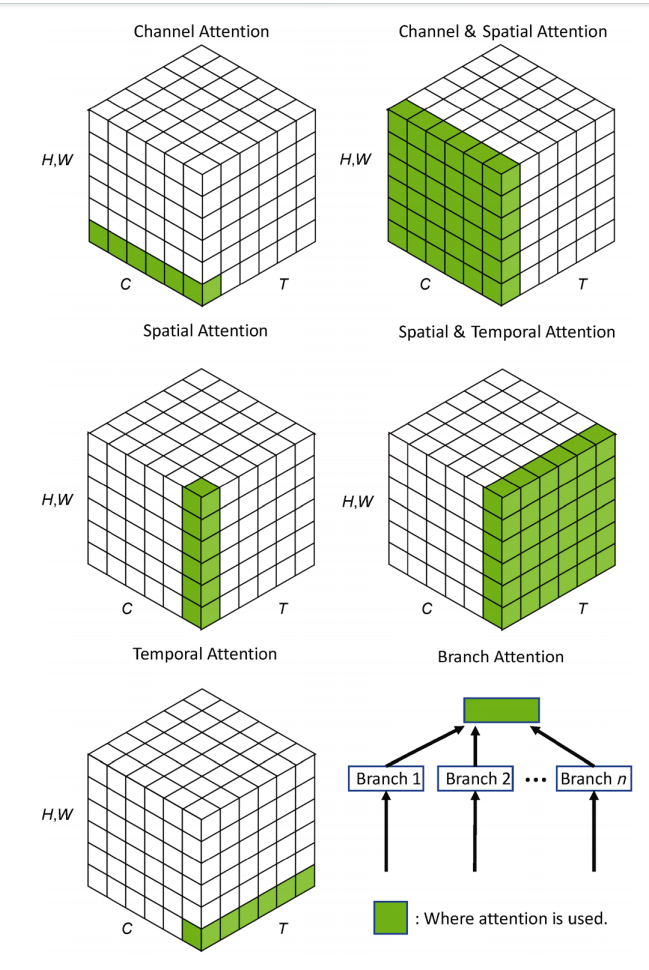 Channel Attention
Channel & Spatial Attention
H,W
H,W
C
T
C
T
Spatial Attention
Spatial & Temporal Attention
H,W
H,W
C
T
C
T
Temporal Attention
Branch Attention
H,W
Branch 1
Branch 2
•••
Branch n
C
T
: Where attention is used.